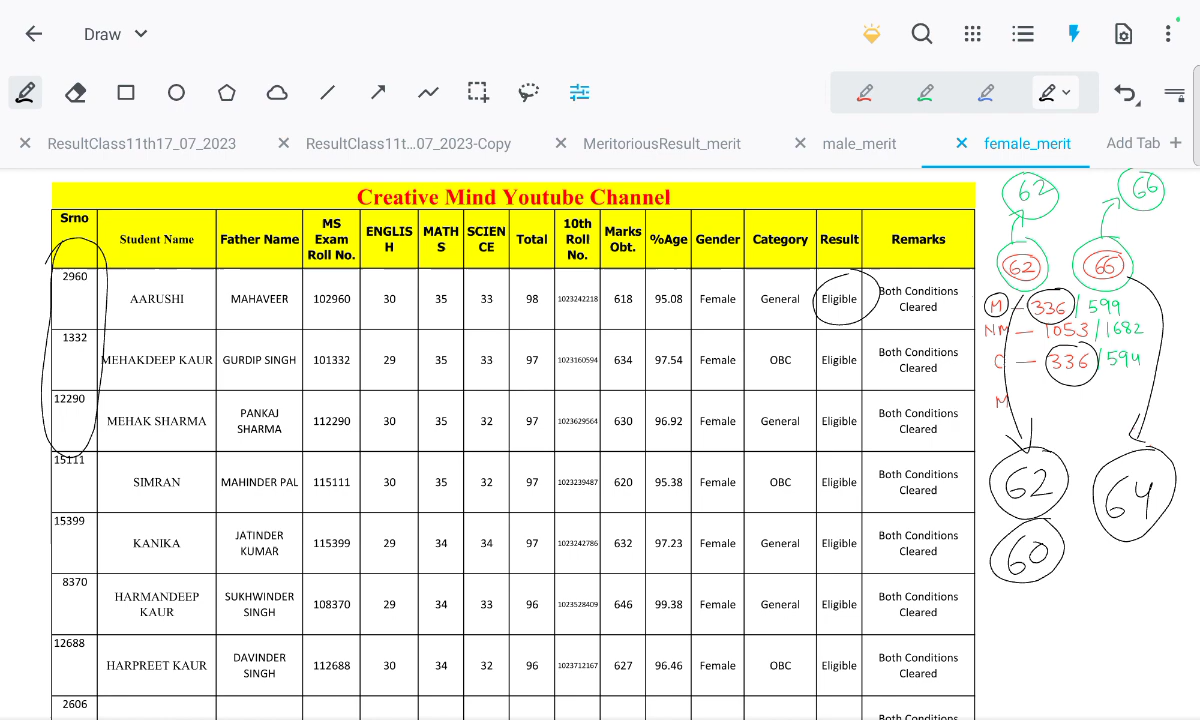 Draw
ResultClass11th17_07_2023 ResultClass11t...07_2023-Copy MeritoriousResult_merit male_merit female_merit Add Tab +
Creative Mind Youtube Channel
Srno Student Name Father Name MS Exam Roll No. ENGLISH MATHS SCIENCE Total 10th Roll No. Marks Obt. %Age Gender Category Result Remarks
2960 AARUSHI MAHAVEER 102960 30 35 33 98 1023242218 618 95.08 Female General Eligible Both Conditions Cleared
1332 MEHAKDEEP KAUR GURDIP SINGH 101332 29 35 33 97 1023160594 634 97.54 Female OBC Eligible Both Conditions Cleared
12290 MEHAK SHARMA PANKAJ SHARMA 112290 30 35 32 97 1023629564 630 96.92 Female General Eligible Both Conditions Cleared
15111 SIMRAN MAHINDER PAL 115111 30 35 32 97 1023239487 620 95.38 Female OBC Eligible Both Conditions Cleared
15399 KANIKA JATINDER KUMAR 115399 29 34 34 97 1023242786 632 97.23 Female General Eligible Both Conditions Cleared
8370 HARMANDEEP KAUR SUKHWINDER SINGH 108370 29 34 33 96 1023528409 646 99.38 Female General Eligible Both Conditions Cleared
12688 HARPREET KAUR DAVINDER SINGH 112688 30 34 32 96 1023712167 627 96.46 Female OBC Eligible Both Conditions Cleared
2606 Both Conditions
62 66
62 66
M - 336/599
NM - 1053/1682
C - 336/594
M
62 64
60